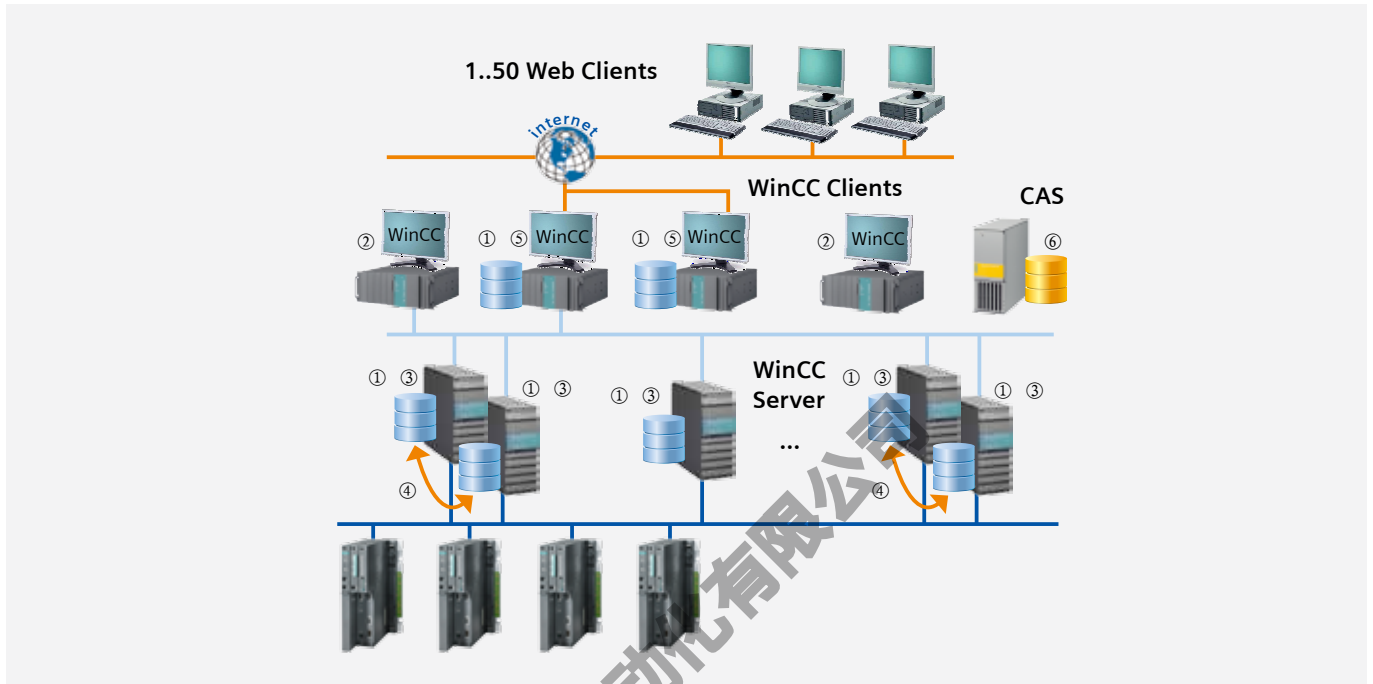 1..50 Web Clients
internet
WinCC Clients
CAS
② WinCC
① ⑤ WinCC
① ⑤ WinCC
② WinCC
⑥
① ③
① ③
① ③
WinCC
Server
...
① ③
① ③
④
④
动化有限公司